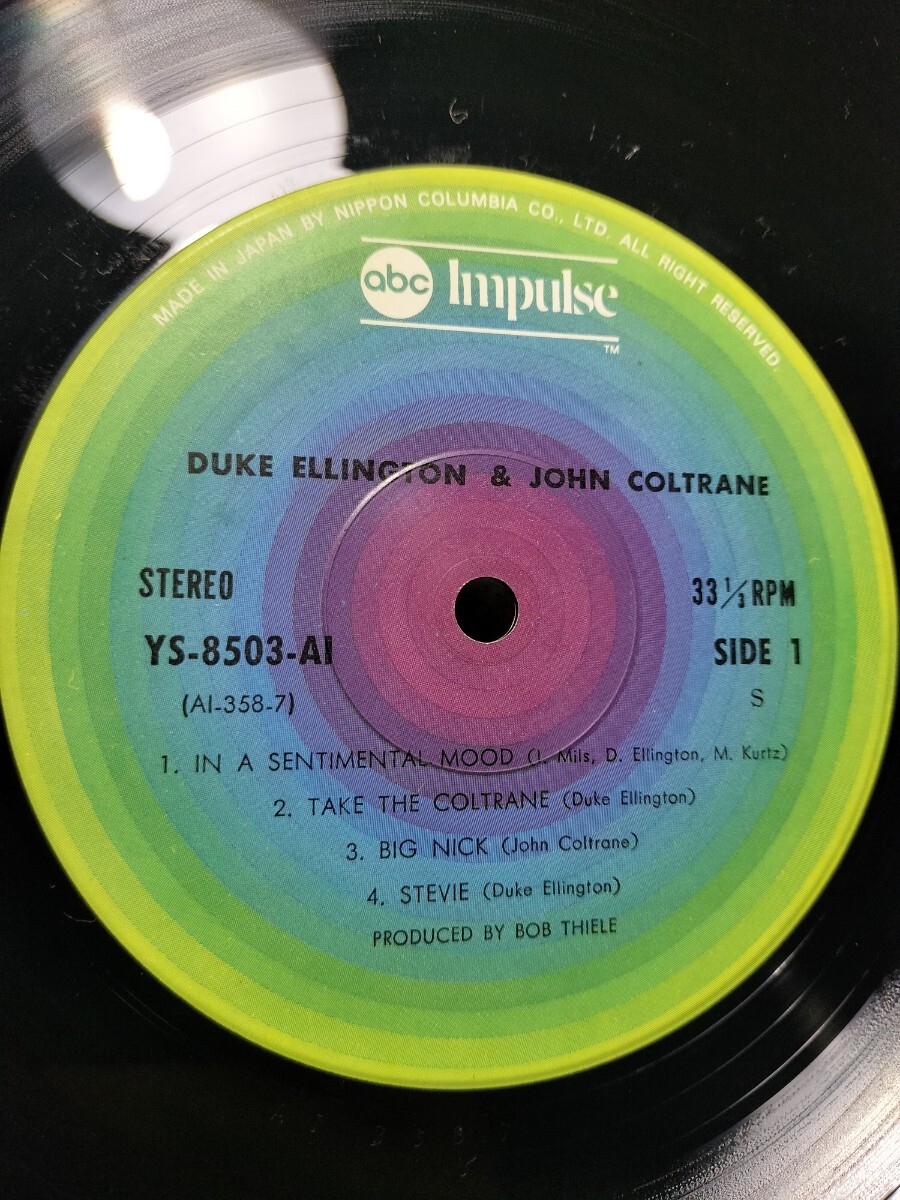 MADE IN JAPAN BY NIPPON COLUMBIA CO., LTD. ALL RIGHT RESERVED.
abc Impulse
TM
DUKE ELLINGTON & JOHN COLTRANE
STEREO
33 1/3 RPM
YS-8503-AI
SIDE 1
(AI-358-7)
S
1. IN A SENTIMENTAL MOOD (I. Mils, D. Ellington, M. Kurtz)
2. TAKE THE COLTRANE (Duke Ellington)
3. BIG NICK (John Coltrane)
4. STEVIE (Duke Ellington)
PRODUCED BY BOB THIELE